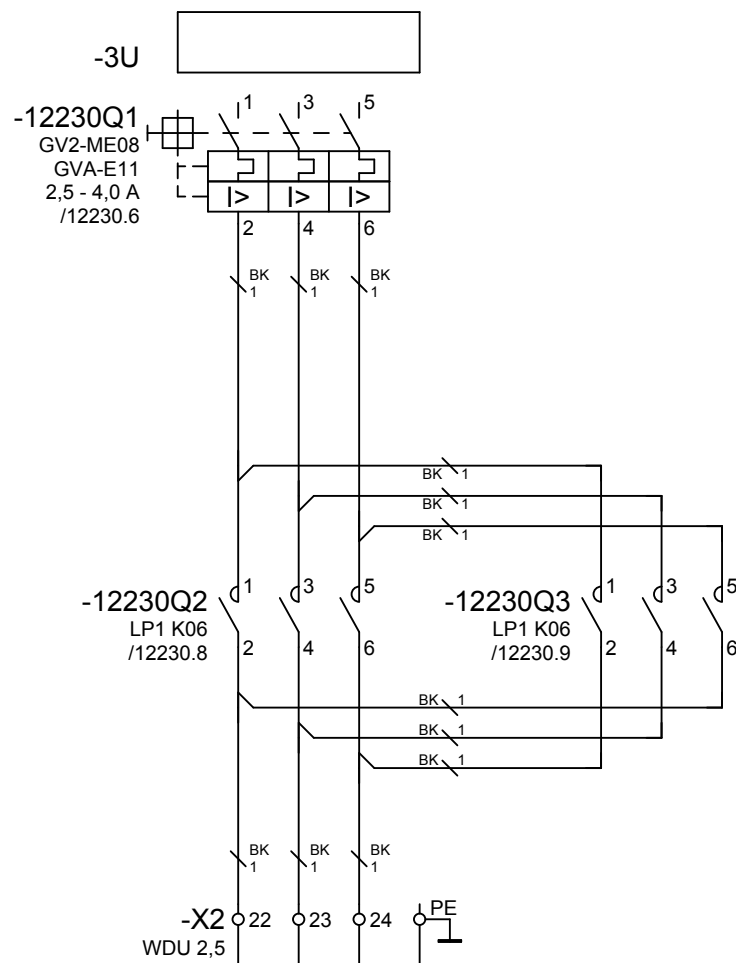 -3U
1 3 5
-12230Q1
GV2-ME08
GVA-E11
2,5 - 4,0 A
/12230.6
I> I> I>
2 4 6
BK BK BK
1 1 1
BK 1
BK 1
BK 1
1 3 5 1 3 5
-12230Q2 -12230Q3
LP1 K06 LP1 K06
/12230.8 2 4 6 /12230.9 2 4 6
BK 1
BK 1
BK 1
BK BK BK
1 1 1
-X2 22 23 24 PE
WDU 2,5